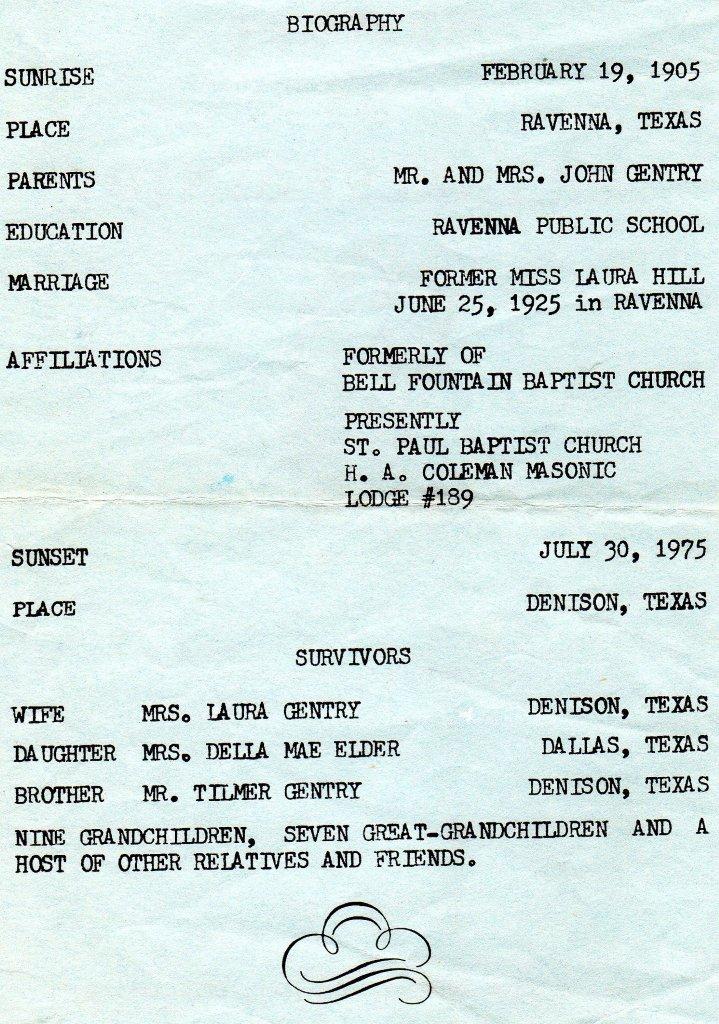 BIOGRAPHY
SUNRISE FEBRUARY 19, 1905
PLACE RAVENNA, TEXAS
PARENTS MR. AND MRS. JOHN GENTRY
EDUCATION RAVENNA PUBLIC SCHOOL
MARRIAGE FORMER MISS LAURA HILL
JUNE 25, 1925 in RAVENNA
AFFILIATIONS FORMERLY OF
BELL FOUNTAIN BAPTIST CHURCH
PRESENTLY
ST. PAUL BAPTIST CHURCH
H. A. COLEMAN MASONIC
LODGE #189
SUNSET JULY 30, 1975
PLACE DENISON, TEXAS
SURVIVORS
WIFE MRS. LAURA GENTRY DENISON, TEXAS
DAUGHTER MRS. DELLA MAE ELDER DALLAS, TEXAS
BROTHER MR. TILMER GENTRY DENISON, TEXAS
NINE GRANDCHILDREN, SEVEN GREAT-GRANDCHILDREN AND A
HOST OF OTHER RELATIVES AND FRIENDS.